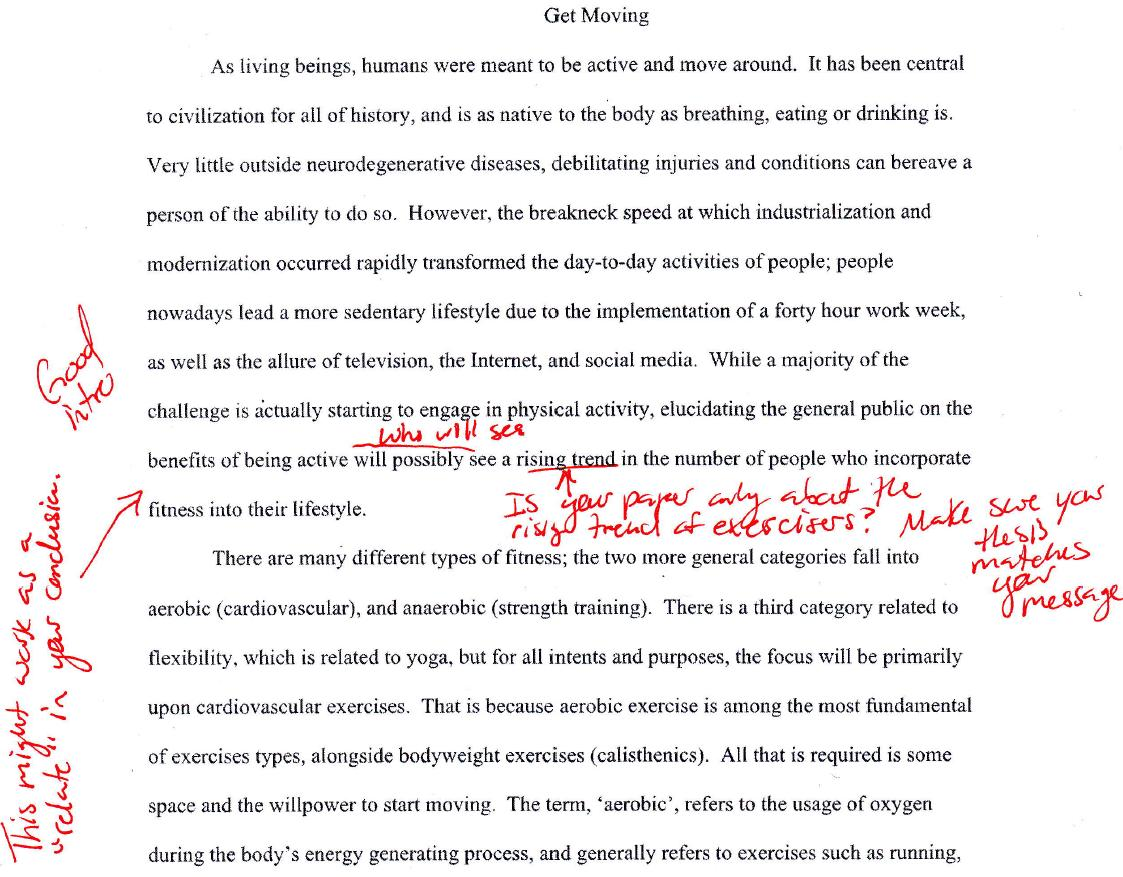 Get Moving
As living beings, humans were meant to be active and move around. It has been central
to civilization for all of history, and is as native to the body as breathing, eating or drinking is.
Very little outside neurodegenerative diseases, debilitating injuries and conditions can bereave a
person of the ability to do so. However, the breakneck speed at which industrialization and
modernization occurred rapidly transformed the day-to-day activities of people; people
nowadays lead a more sedentary lifestyle due to the implementation of a forty hour work week,
as well as the allure of television, the Internet, and social media. While a majority of the
challenge is actually starting to engage in physical activity, elucidating the general public on the
who will see
benefits of being active will possibly see a rising trend in the number of people who incorporate
fitness into their lifestyle.
Good
intro
This might work as a
"relate" in your conclusion.
Is your paper only about the
rising trend of exercisers? Make sure your
thesis
matches
your
message
There are many different types of fitness; the two more general categories fall into
aerobic (cardiovascular), and anaerobic (strength training). There is a third category related to
flexibility, which is related to yoga, but for all intents and purposes, the focus will be primarily
upon cardiovascular exercises. That is because aerobic exercise is among the most fundamental
of exercises types, alongside bodyweight exercises (calisthenics). All that is required is some
space and the willpower to start moving. The term, ‘aerobic’, refers to the usage of oxygen
during the body’s energy generating process, and generally refers to exercises such as running,